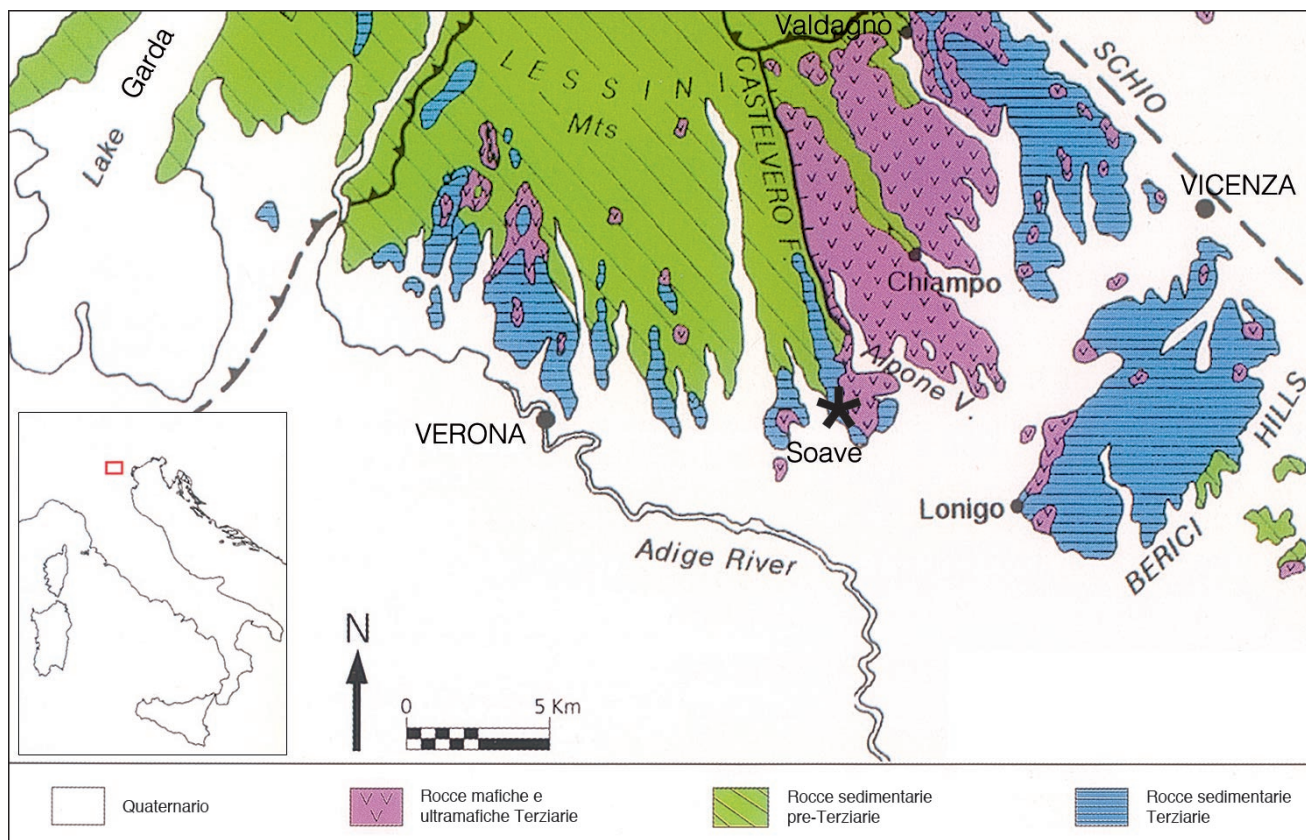 Valdagno
SCHIO
Garda
Lake
LESSINI
Mts
CASTELVERO F.
VICENZA
Chiampo
Alpone V.
VERONA
Soave
Lonigo
BERICI HILLS
Adige River
N
0 5 Km
Quaternario
Rocce mafiche e
ultramafiche Terziarie
Rocce sedimentarie
pre-Terziarie
Rocce sedimentarie
Terziarie